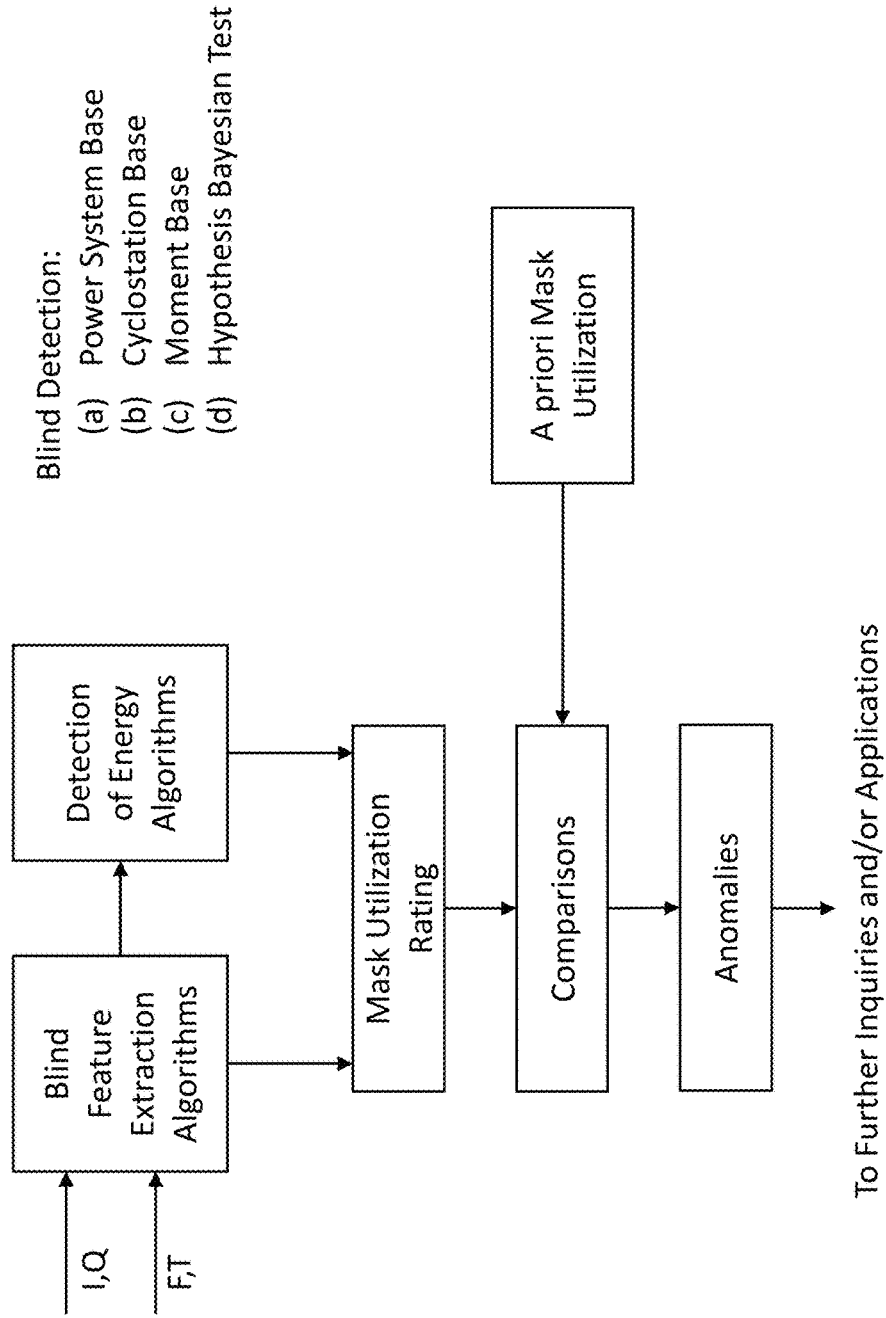 Blind Detection:
(a) Power System Base
(b) Cyclostation Base
(c) Moment Base
(d) Hypothesis Bayesian Test
I,Q
F,T
Blind
Feature
Extraction
Algorithms
Detection
of Energy
Algorithms
Mask Utilization
Rating
Comparisons
A priori Mask
Utilization
Anomalies
To Further Inquiries and/or Applications